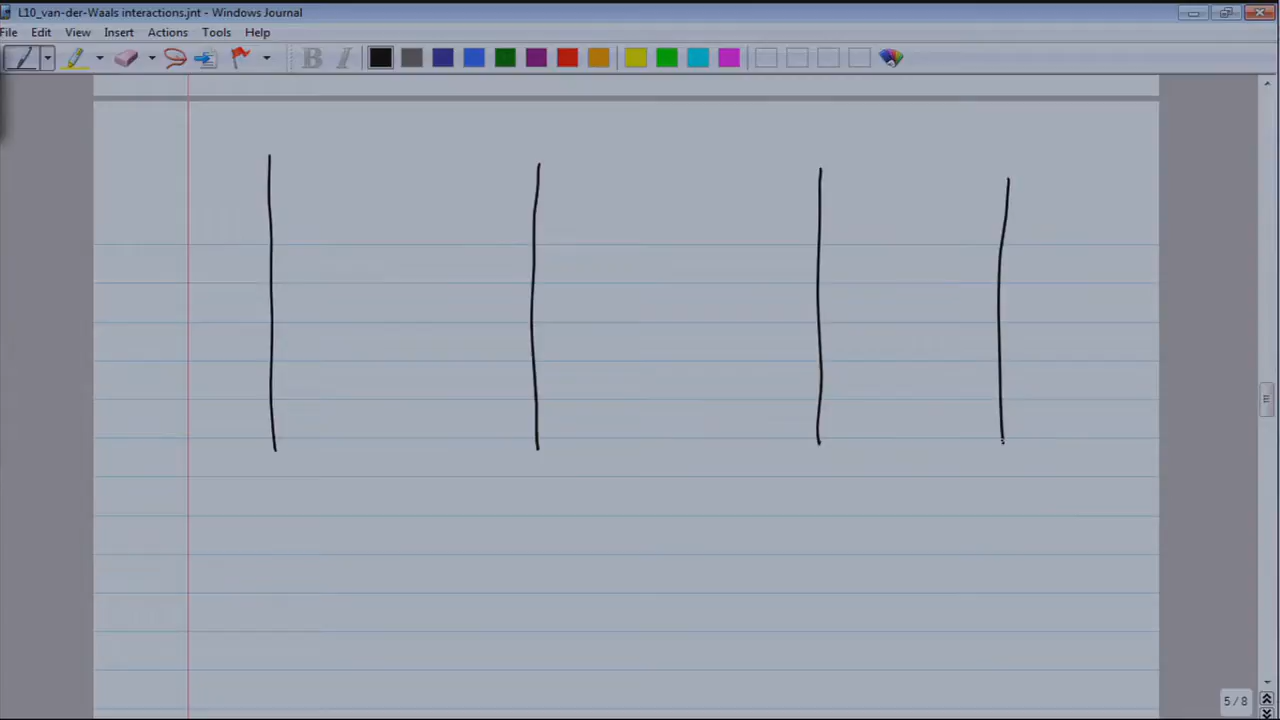 L10_van-der-Waals interactions.jnt - Windows Journal
File Edit View Insert Actions Tools Help
B I
5 / 8